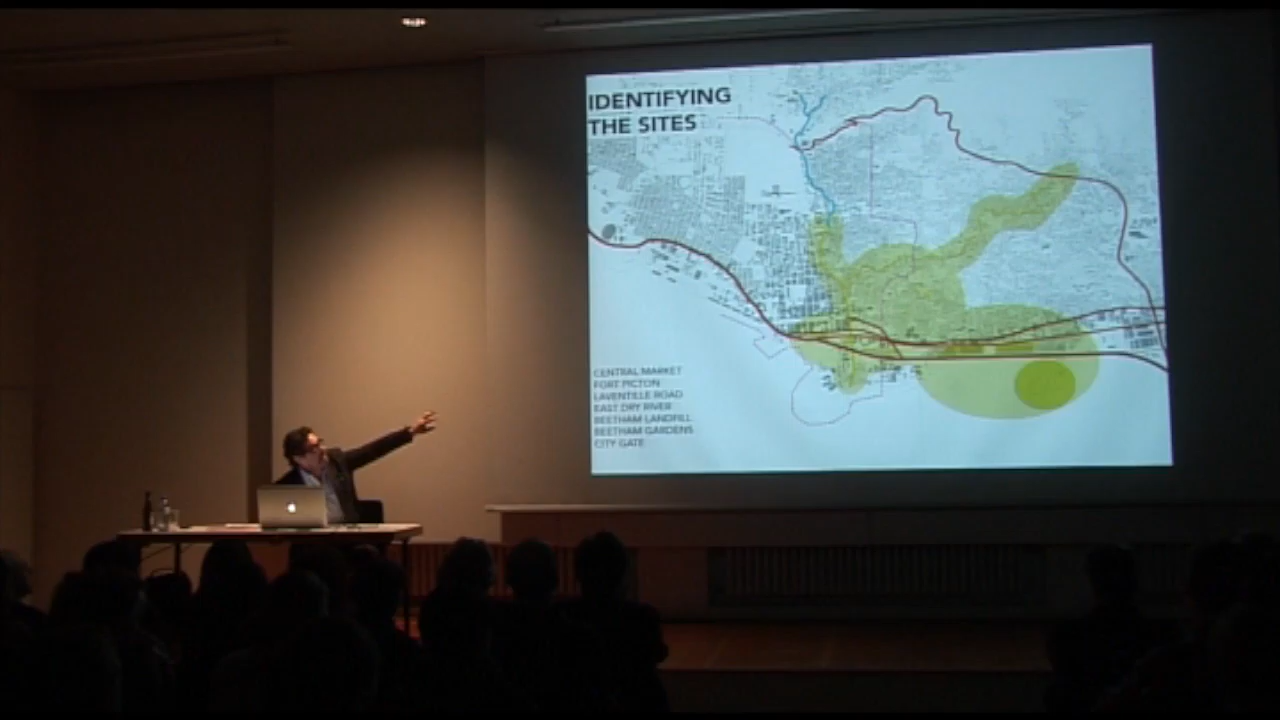 IDENTIFYING
THE SITES
CENTRAL MARKET
FORT PICTON
LAVENTILLE ROAD
EAST DRY RIVER
BEETHAM LANDFILL
BEETHAM GARDENS
CITY GATE